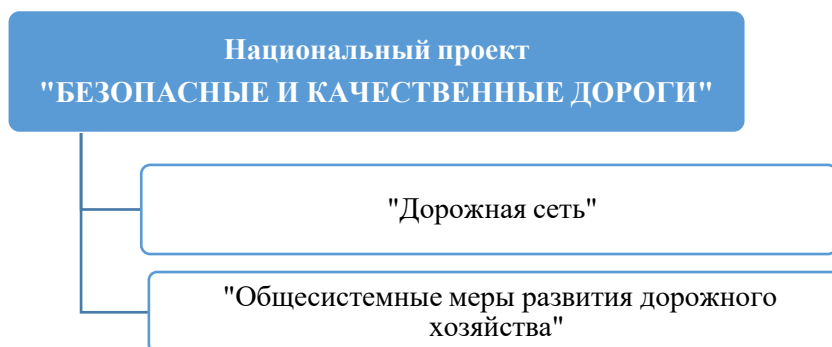 Национальный проект
"БЕЗОПАСНЫЕ И КАЧЕСТВЕННЫЕ ДОРОГИ"
"Дорожная сеть"
"Общесистемные меры развития дорожного
хозяйства"